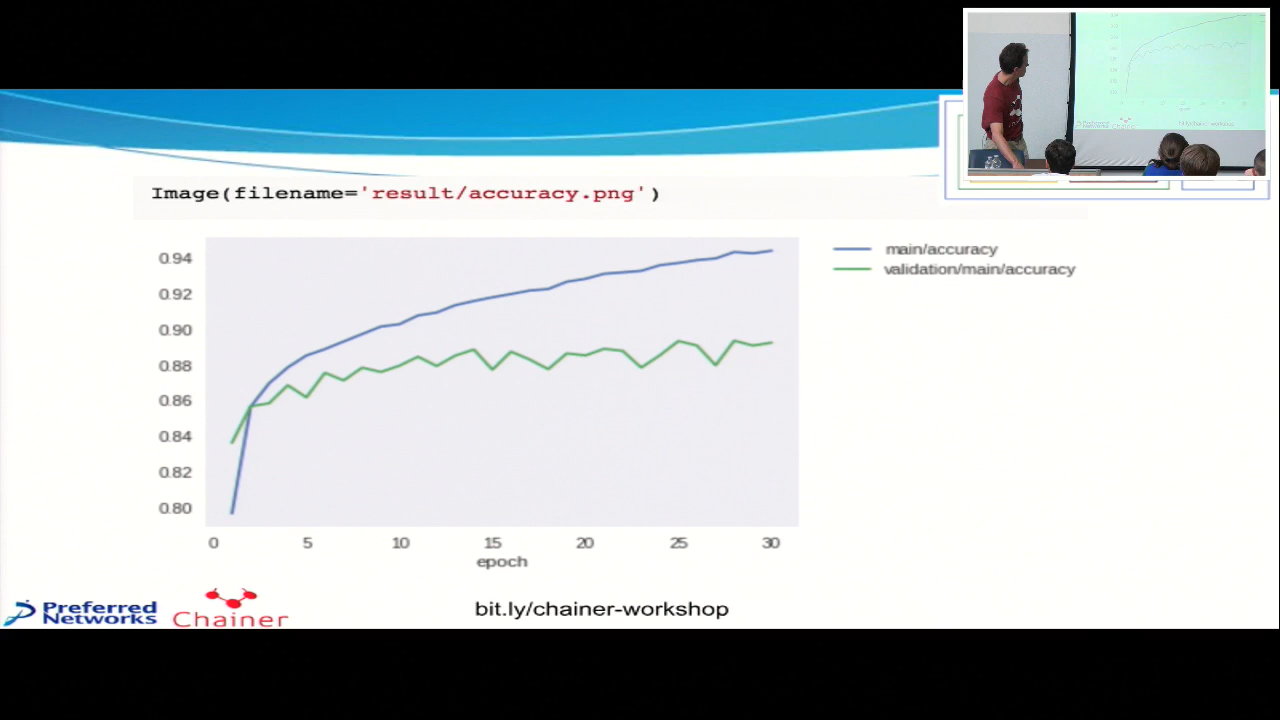 Image(filename='result/accuracy.png')
main/accuracy
validation/main/accuracy
0.94
0.92
0.90
0.88
0.86
0.84
0.82
0.80
0 5 10 15 20 25 30
epoch
Preferred
Networks
Chainer
bit.ly/chainer-workshop